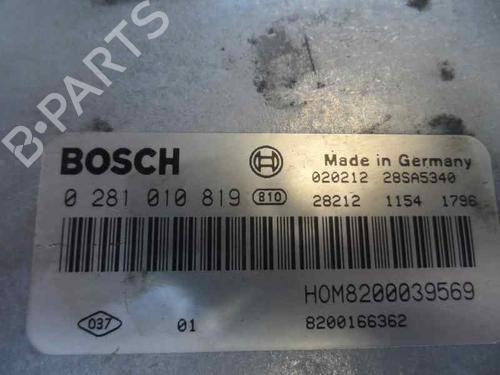 B-PARTS
BOSCH
Made in Germany
020212 28SA5340
0 281 010 819 810
28212 1154 1796
HOM8200039569
037 01 8200166362